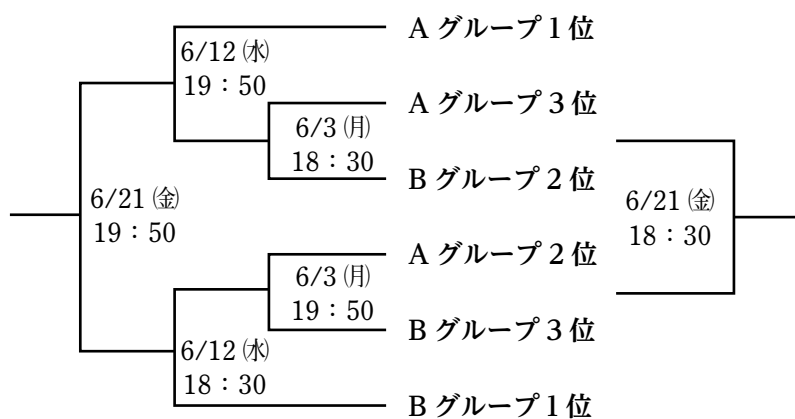 A グループ 1 位
6/12 ㈬
19：50
A グループ 3 位
6/3 ㈪
18：30
B グループ 2 位
6/21 ㈮
19：50
6/21 ㈮
18：30
A グループ 2 位
6/3 ㈪
19：50
B グループ 3 位
6/12 ㈬
18：30
B グループ 1 位